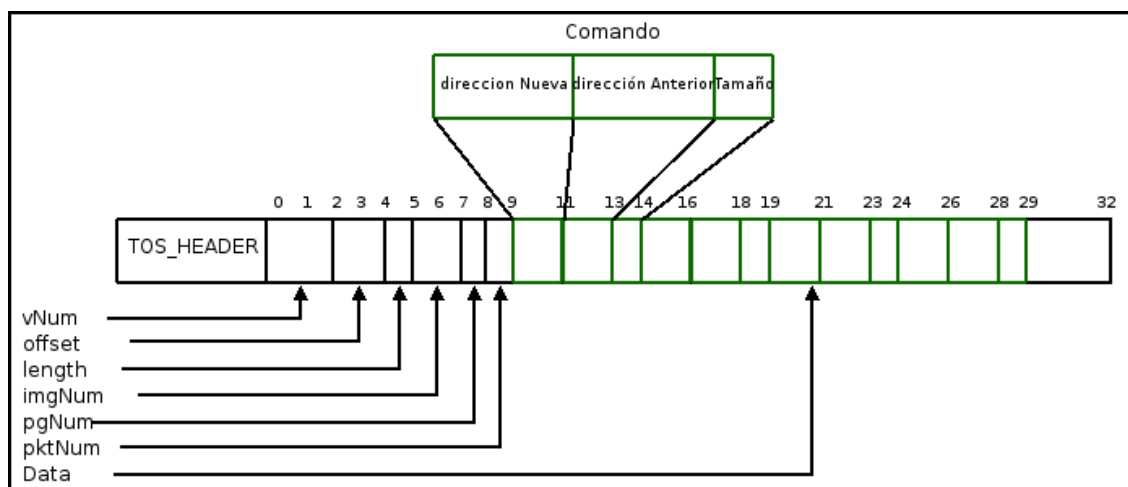 Comando
direccion Nueva dirección Anterior Tamaño
0 1 2 3 4 5 6 7 8 9 11 13 14 16 18 19 21 23 24 26 28 29 32
TOS_HEADER
vNum
offset
length
imgNum
pgNum
pktNum
Data